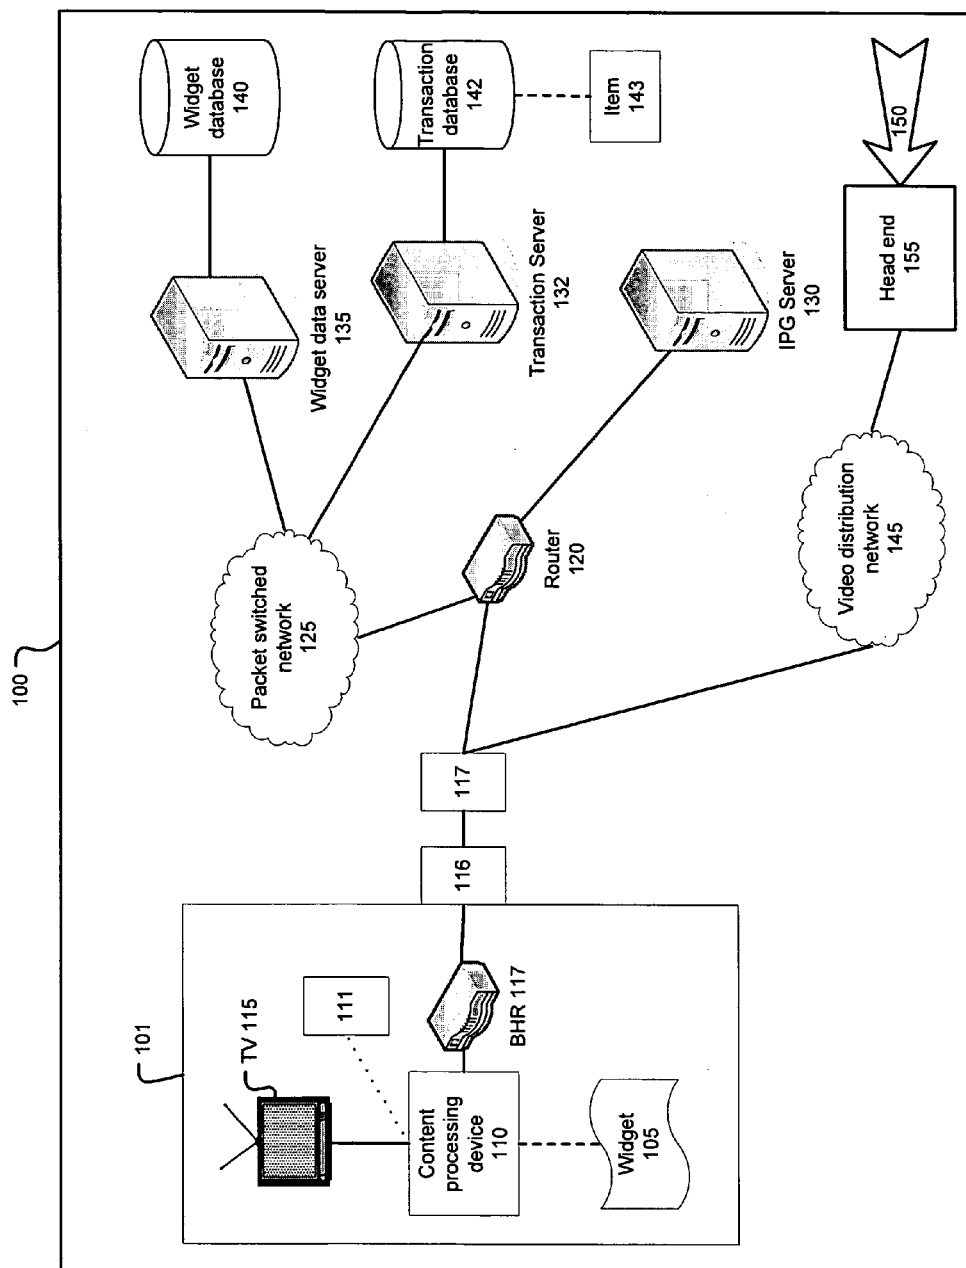 100
101
TV 115
111
Content
processing
device
110
Widget
105
BHR 117
116
117
Packet switched
network
125
Router
120
Video distribution
network
145
Widget data server
135
Transaction Server
132
IPG Server
130
Head end
155
150
Widget
database
140
Transaction
database
142
Item
143